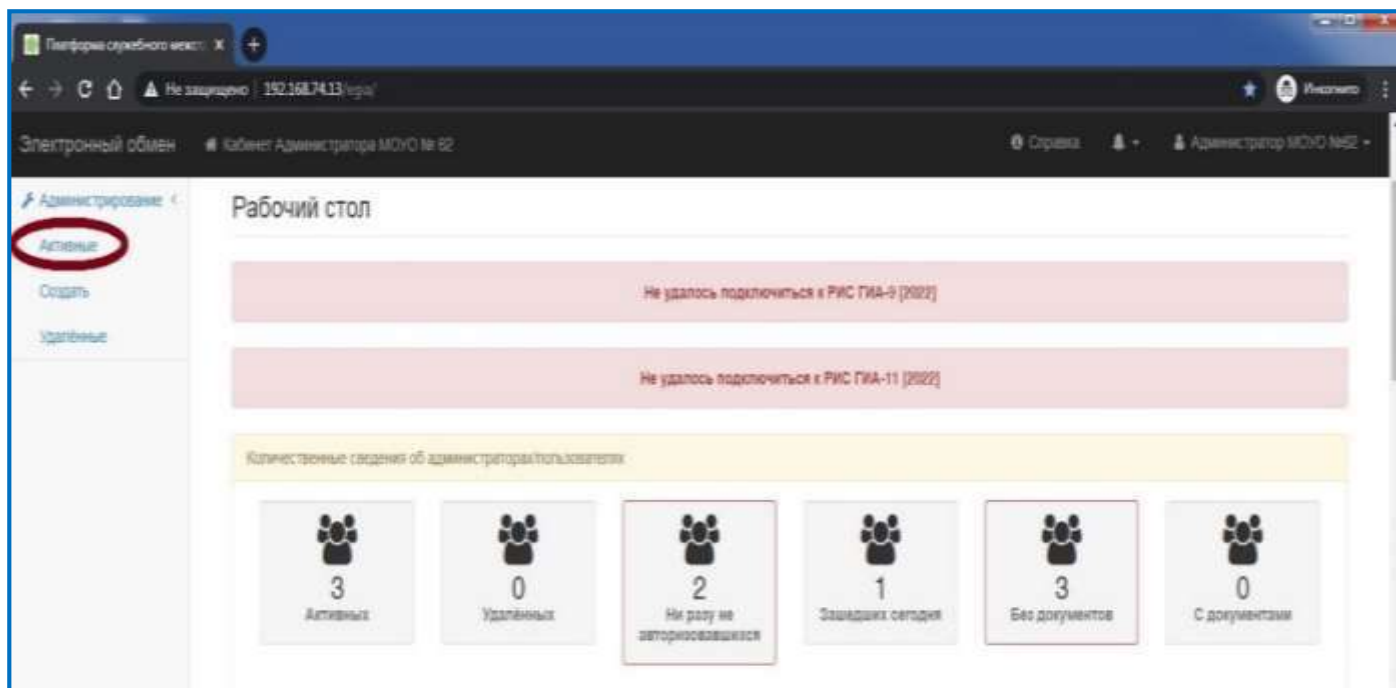 Платформа служебного межс
Не защищено 192.168.74.13/egia/ Инкогнито
Электронный обмен Кабинет Администратора МОУО № 62 Справка Администратор МОУО №62
Администрирование
Рабочий стол
Активные
Создать
Не удалось подключиться к РИС ГИА-9 [2022]
Удалённые
Не удалось подключиться к РИС ГИА-11 [2022]
Количественные сведения об администраторах/пользователях
3 0 2 1 3 0
Активных Удалённых Ни разу не Зашедших сегодня Без документов С документами
авторизовавшихся